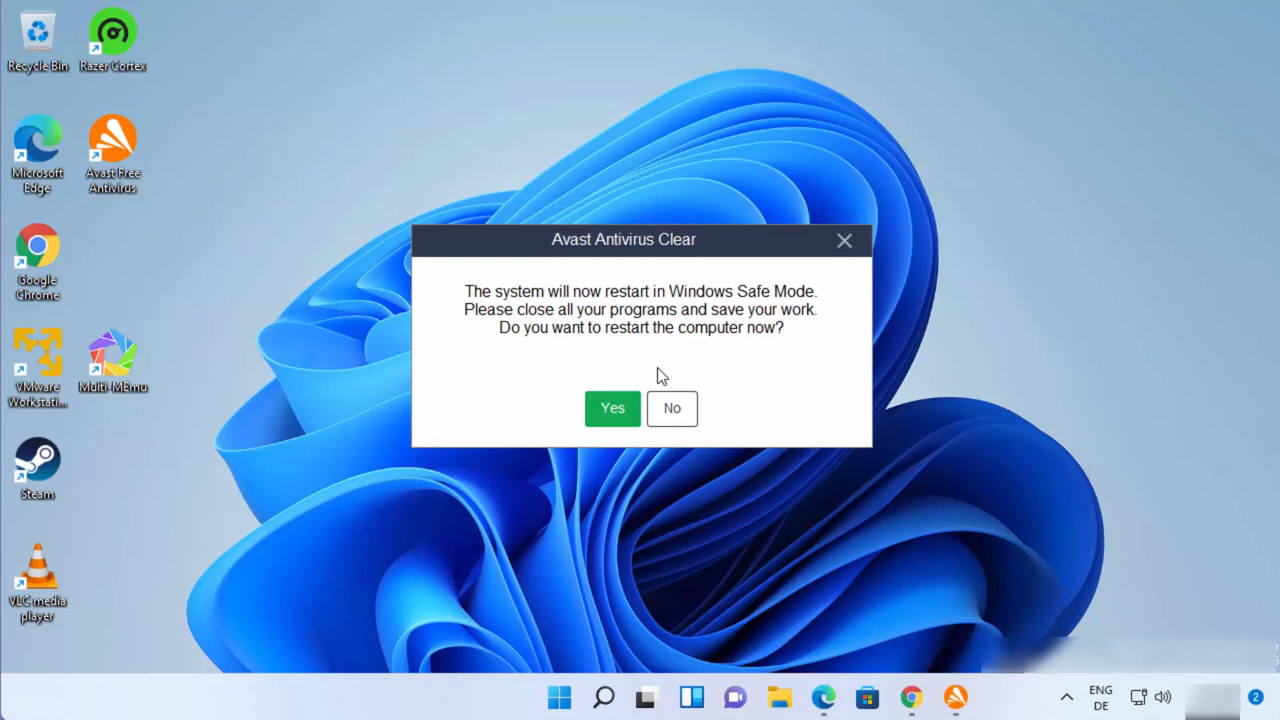 Recycle Bin
Razer Cortex
Microsoft
Edge
Avast Free
Antivirus
Google
Chrome
VMware
Workstati...
Multi-MEmu
Steam
VLC media
player
Avast Antivirus Clear
The system will now restart in Windows Safe Mode.
Please close all your programs and save your work.
Do you want to restart the computer now?
Yes
No
ENG
DE
2